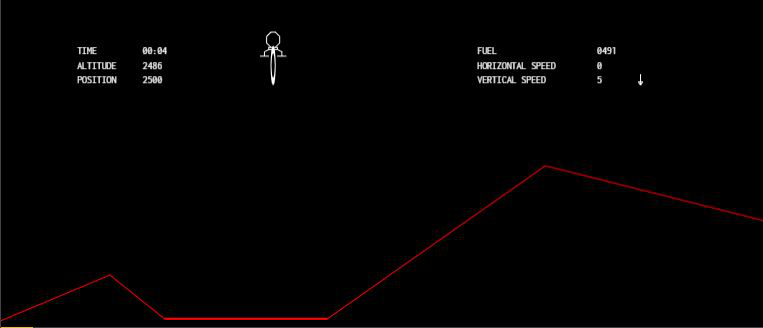 TIME 00:04
ALTITUDE 2486
POSITION 2500
FUEL 0491
HORIZONTAL SPEED 0
VERTICAL SPEED 5 ↓